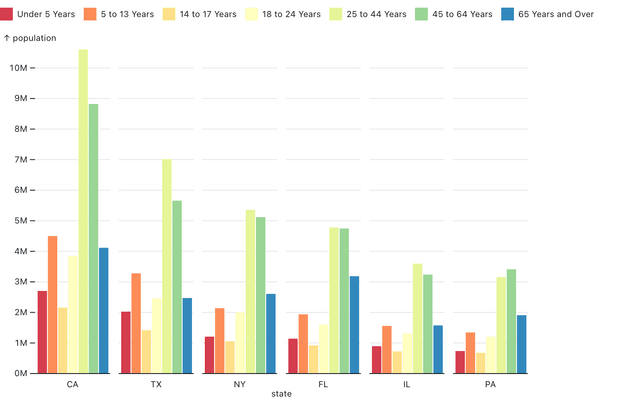 Under 5 Years 5 to 13 Years 14 to 17 Years 18 to 24 Years 25 to 44 Years 45 to 64 Years 65 Years and Over
↑ population
10M
9M
8M
7M
6M
5M
4M
3M
2M
1M
0M
CA TX NY FL IL PA
state